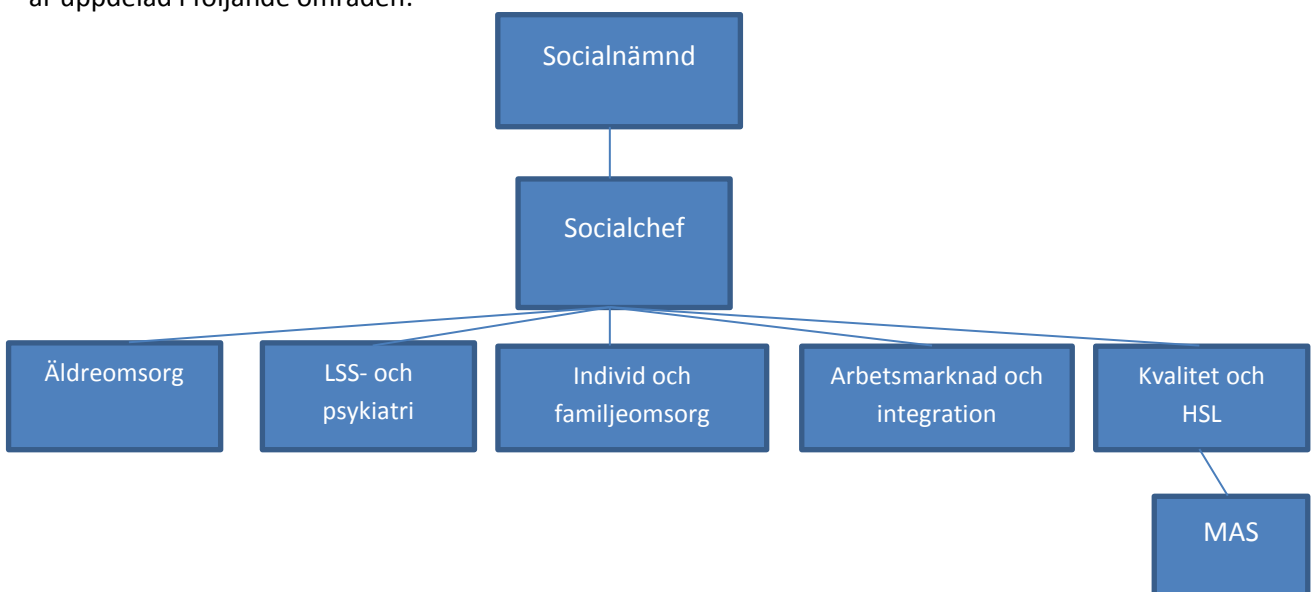 är uppdelad i följande områden:
Socialnämnd
Socialchef
Äldreomsorg
LSS- och
psykiatri
Individ och
familjeomsorg
Arbetsmarknad och
integration
Kvalitet och
HSL
MAS